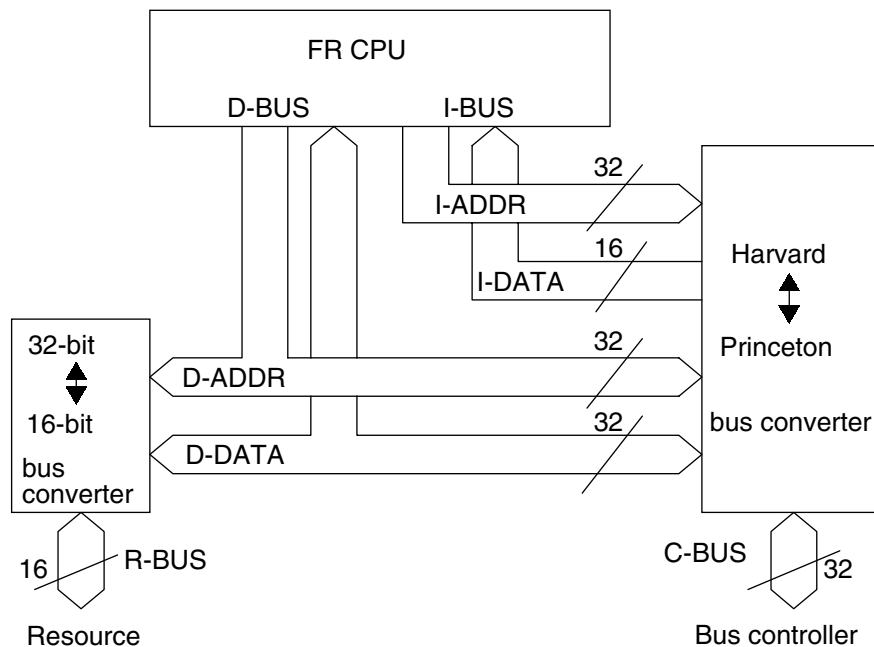 FR CPU
D-BUS
I-BUS
32
I-ADDR
16
I-DATA
Harvard
Princeton
bus converter
32-bit
16-bit
bus
converter
32
D-ADDR
32
D-DATA
16
R-BUS
C-BUS
32
Resource
Bus controller